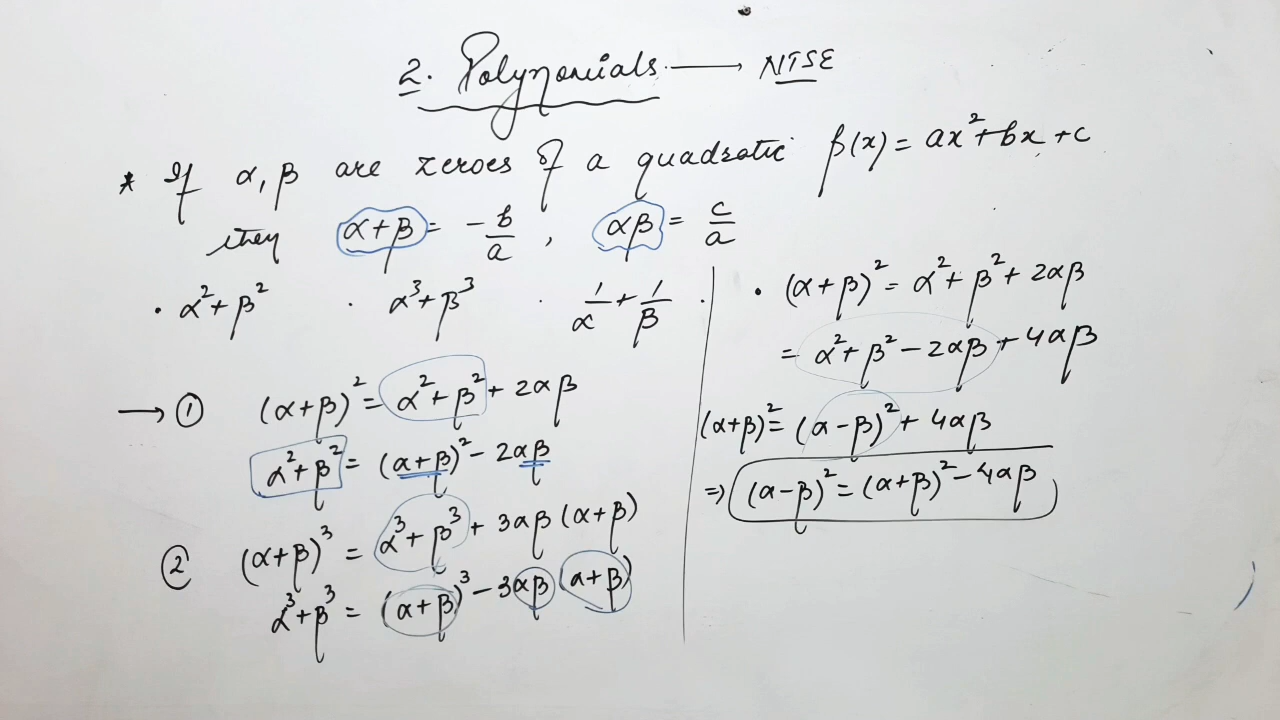 2. Polynomials → NTSE
* If α, β are zeroes of a quadratic p(x) = ax² + bx + c
then α+β = -b/a , αβ = c/a
· α² + β² · α³ + β³ · 1/α + 1/β ·
→ ① (α+β)² = α² + β² + 2αβ
α² + β² = (α+β)² - 2αβ
② (α+β)³ = α³ + β³ + 3αβ (α+β)
α³ + β³ = (α+β)³ - 3αβ (α+β)
· (α+β)² = α² + β² + 2αβ
= α² + β² - 2αβ + 4αβ
(α+β)² = (α-β)² + 4αβ
⇒ (α-β)² = (α+β)² - 4αβ